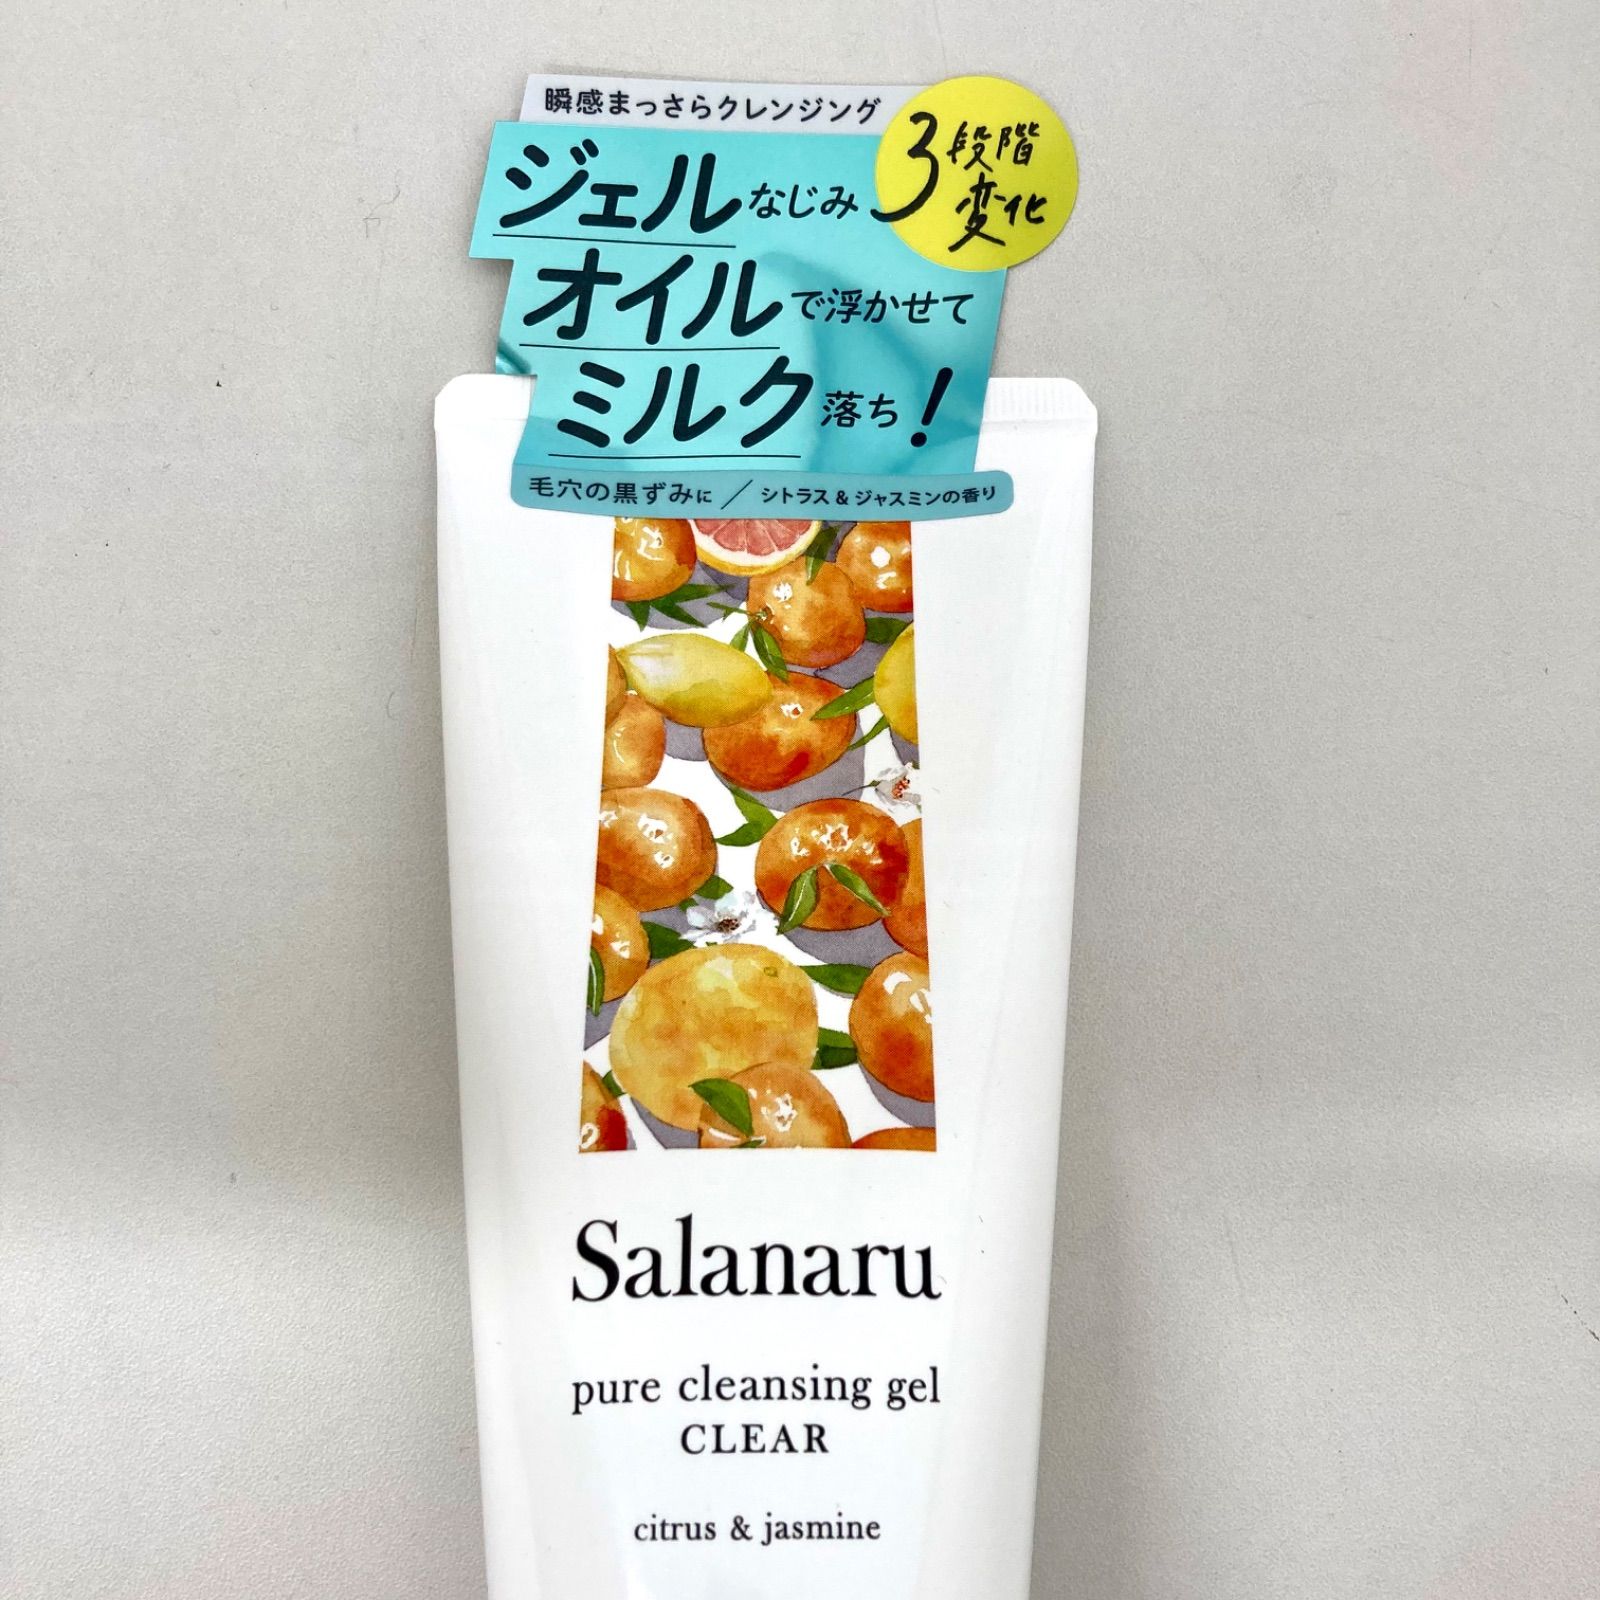 瞬感まっさらクレンジング
3段階
変化
ジェルなじみ
オイルで浮かせて
ミルク落ち!
毛穴の黒ずみに / シトラス & ジャスミンの香り
Salanaru
pure cleansing gel
CLEAR
citrus & jasmine